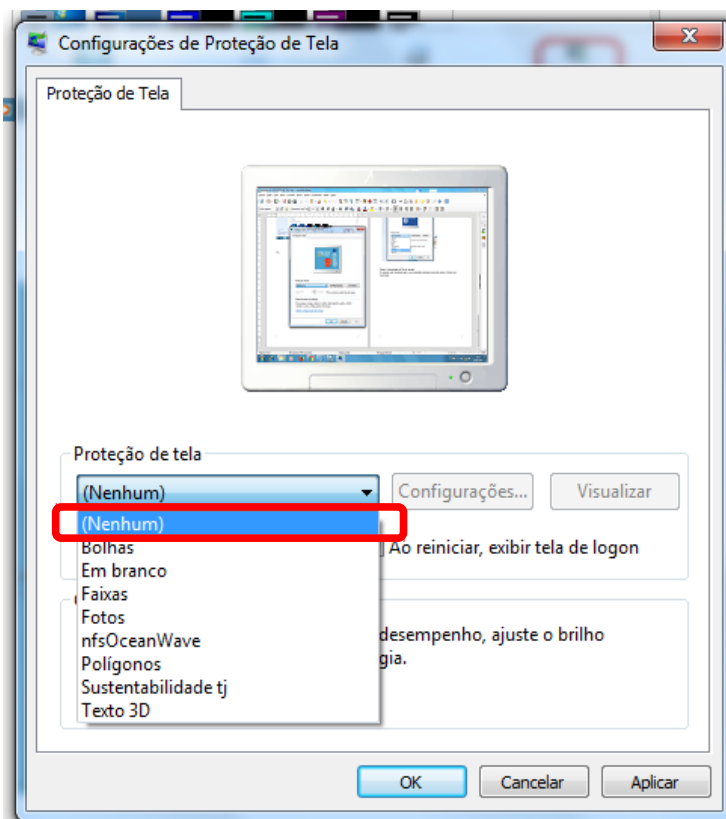 Configurações de Proteção de Tela
Proteção de Tela
Proteção de tela
(Nenhum)
Configurações...
Visualizar
(Nenhum)
Bolhas
Ao reiniciar, exibir tela de logon
Em branco
Faixas
Fotos
desempenho, ajuste o brilho
nfsOceanWave
gia.
Polígonos
Sustentabilidade tj
Texto 3D
OK
Cancelar
Aplicar